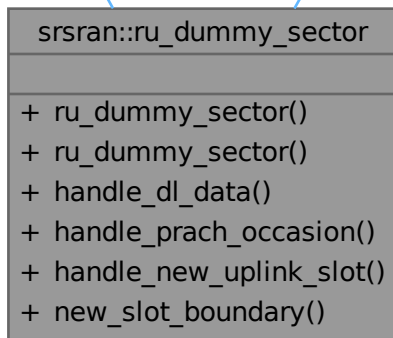 srsran::ru_dummy_sector
+ ru_dummy_sector()
+ ru_dummy_sector()
+ handle_dl_data()
+ handle_prach_occasion()
+ handle_new_uplink_slot()
+ new_slot_boundary()